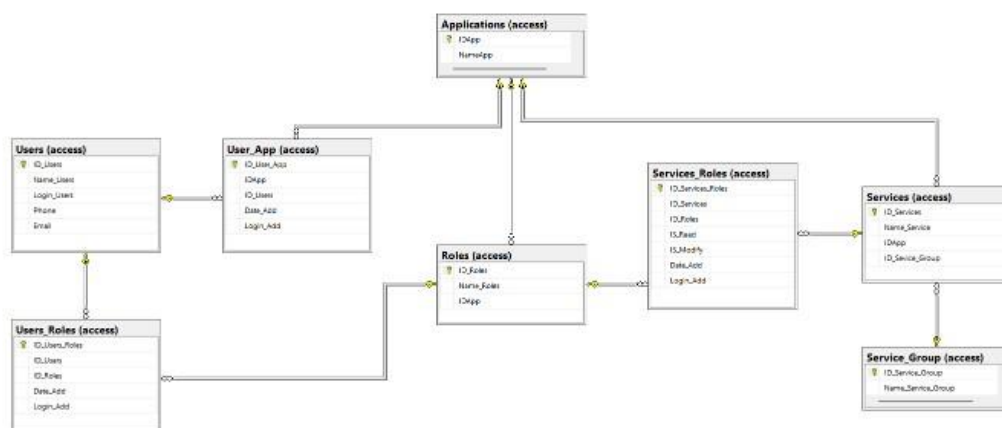 Applications (access)
IDApp
NameApp
Users (access)
ID_Users
Name_Users
Login_Users
Phone
Email
User_App (access)
ID_User_App
IDApp
ID_Users
Date_Add
Login_Add
Services_Roles (access)
ID_Services_Roles
ID_Services
ID_Roles
IS_Read
IS_Modify
Date_Add
Login_Add
Services (access)
ID_Services
Name_Service
IDApp
ID_Sevice_Group
Roles (access)
ID_Roles
Name_Roles
IDApp
Users_Roles (access)
ID_Users_Roles
ID_Users
ID_Roles
Date_Add
Login_Add
Service_Group (access)
ID_Service_Group
Name_Service_Group